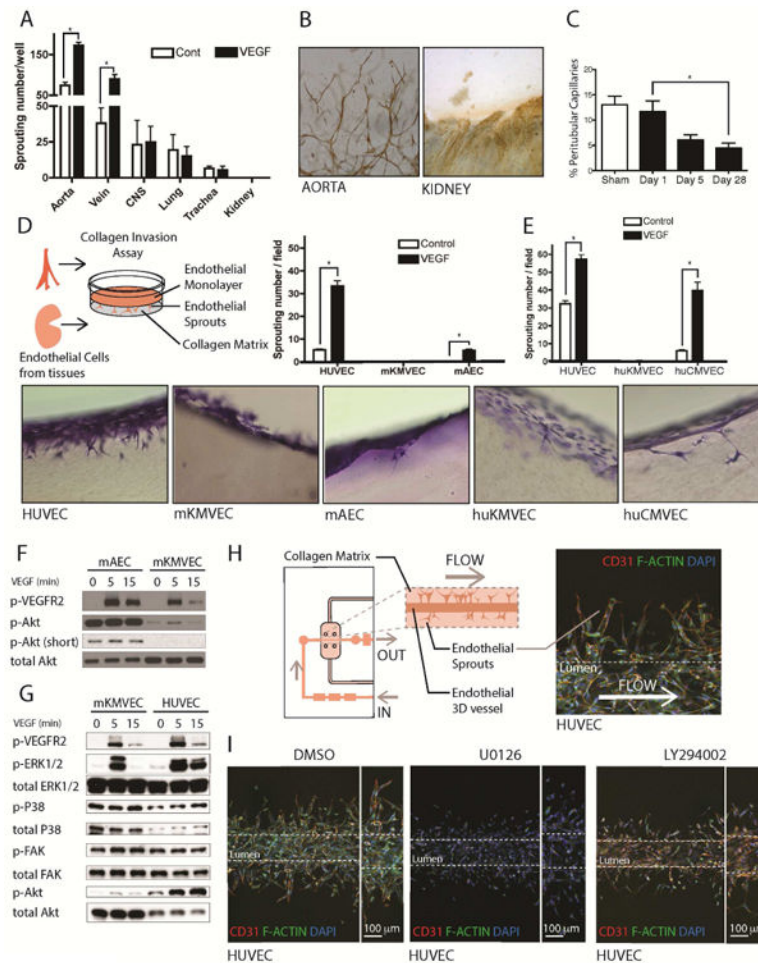 A
Sprouting number/well
150
50
50
25
0
*
*
Cont
VEGF
Aorta
Vein
CNS
Lung
Trachea
Kidney
B
AORTA
KIDNEY
C
% Peritubular Capillaries
20
15
10
5
0
*
Sham
Day 1
Day 5
Day 28
D
Collagen Invasion
Assay
Endothelial
Monolayer
Endothelial
Sprouts
Collagen Matrix
Endothelial Cells
from tissues
Sprouting number / field
50
40
30
20
10
0
*
*
Control
VEGF
HUVEC
mKMVEC
mAEC
E
Sprouting number / field
60
50
40
30
20
10
0
*
*
Control
VEGF
HUVEC
huKMVEC
huCMVEC
HUVEC
mKMVEC
mAEC
huKMVEC
huCMVEC
F
mAEC
mKMVEC
VEGF (min) 0 5 15 0 5 15
p-VEGFR2
p-Akt
p-Akt (short)
total Akt
G
mKMVEC
HUVEC
VEGF (min) 0 5 15 0 5 15
p-VEGFR2
p-ERK1/2
total ERK1/2
p-P38
total P38
p-FAK
total FAK
p-Akt
total Akt
H
Collagen Matrix
FLOW
OUT
IN
Endothelial
Sprouts
Endothelial
3D vessel
CD31 F-ACTIN DAPI
Lumen
FLOW
HUVEC
I
DMSO
U0126
LY294002
Lumen
Lumen
Lumen
CD31 F-ACTIN DAPI
100 µm
CD31 F-ACTIN DAPI
100 µm
CD31 F-ACTIN DAPI
100 µm
HUVEC
HUVEC
HUVEC